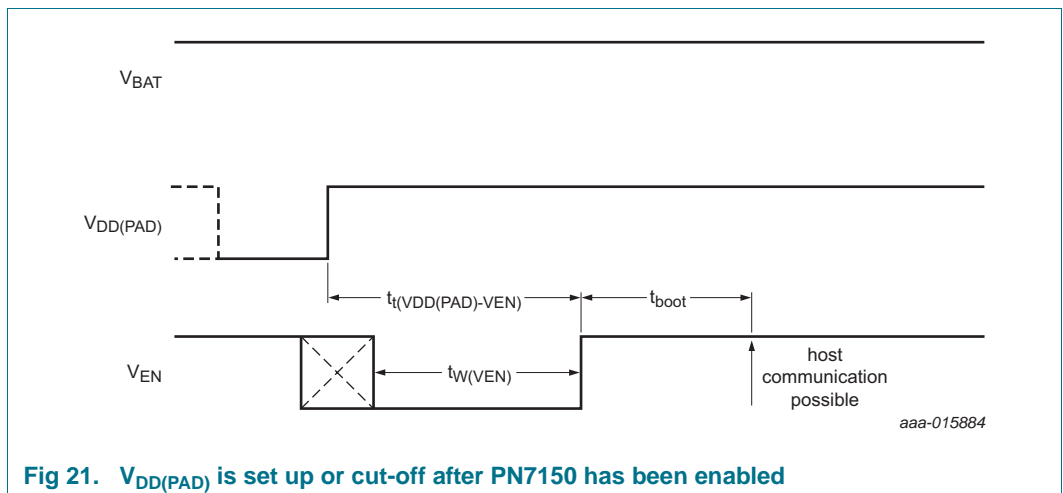 VBAT
VDD(PAD)
tt(VDD(PAD)-VEN)
tboot
VEN
tW(VEN)
host
communication
possible
aaa-015884
Fig 21. VDD(PAD) is set up or cut-off after PN7150 has been enabled